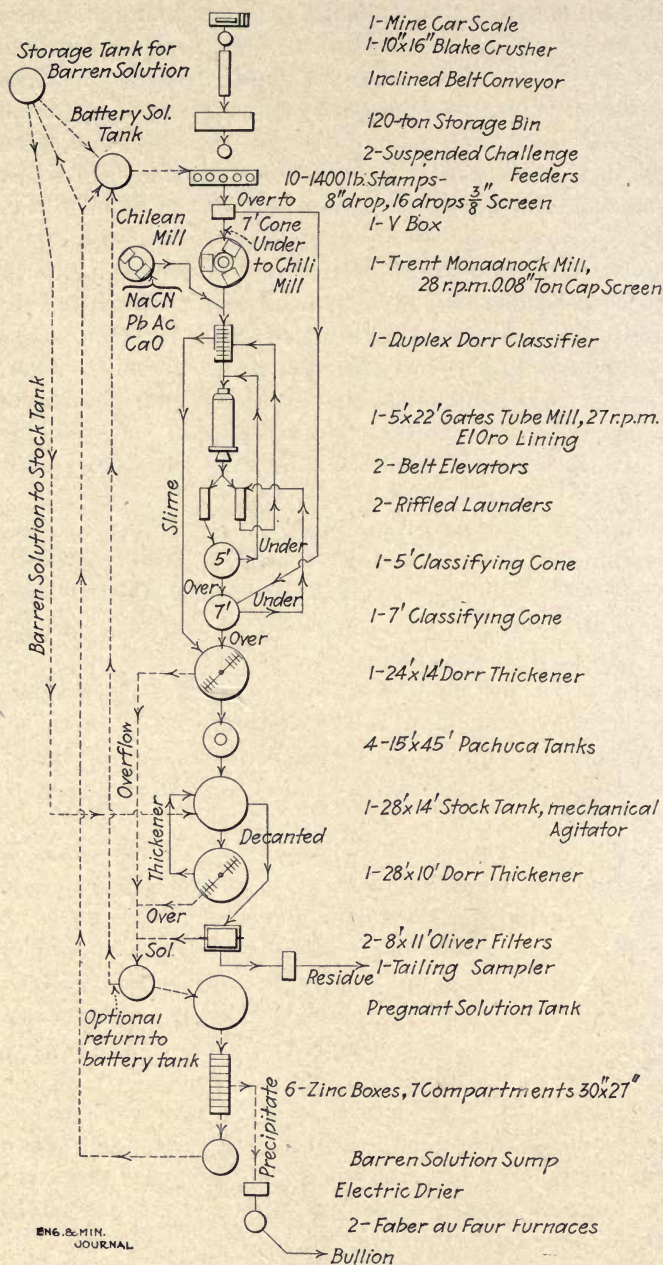 1-Mine Car Scale
1-10"x16" Blake Crusher
Storage Tank for
Barren Solution
Inclined Belt Conveyor
Battery Sol.
Tank
120-ton Storage Bin
2-Suspended Challenge
Feeders
10-1400 lb. Stamps-
8" drop, 16 drops 3/8" Screen
Over to
7' Cone
1-V Box
Chilean
Mill
Under
to Chili
Mill
1-Trent Monadnock Mill,
28 r.p.m. 0.08" Ton Cap Screen
NaCN
Pb Ac
CaO
1-Duplex Dorr Classifier
Barren Solution to Stock Tank
Slime
1-5'x22' Gates Tube Mill, 27 r.p.m.
El Oro Lining
2-Belt Elevators
2-Riffled Launders
5'
Under
1-5' Classifying Cone
Over
7'
Under
1-7' Classifying Cone
Over
1-24'x14' Dorr Thickener
Overflow
4-15'x45' Pachuca Tanks
1-28'x14' Stock Tank, mechanical
Agitator
Thickener
Decanted
1-28'x10' Dorr Thickener
Over
Sol.
2-8'x11' Oliver Filters
Residue
1-Tailing Sampler
Pregnant Solution Tank
Optional
return to
battery tank
6-Zinc Boxes, 7 Compartments 30"x27"
Precipitate
Barren Solution Sump
Electric Drier
2-Faber au Faur Furnaces
Bullion
ENG. & MIN.
JOURNAL